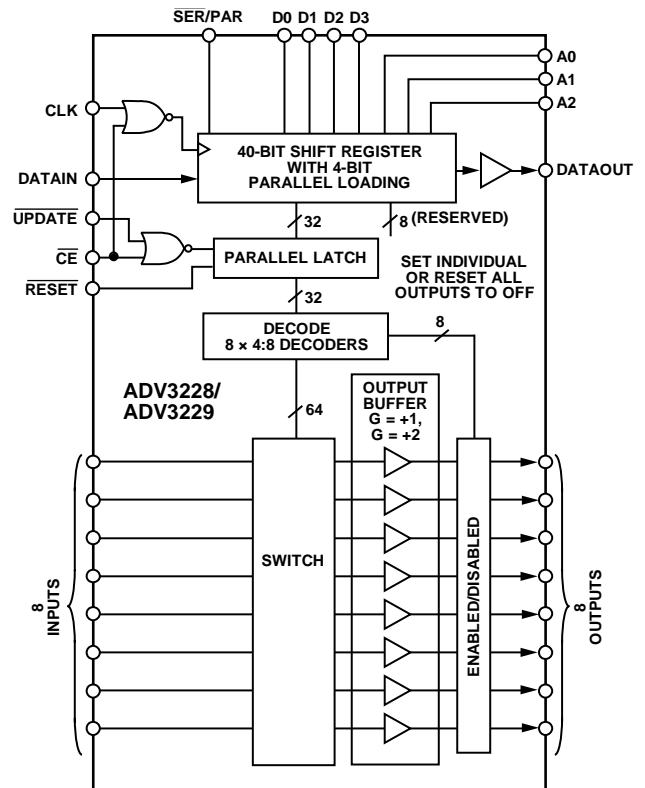 SER/PAR D0 D1 D2 D3
A0
A1
A2
CLK
40-BIT SHIFT REGISTER
WITH 4-BIT
PARALLEL LOADING
DATAOUT
DATAIN
UPDATE
32
8 (RESERVED)
CE
PARALLEL LATCH
SET INDIVIDUAL
OR RESET ALL
OUTPUTS TO OFF
RESET
32
DECODE
8 × 4:8 DECODERS
8
ADV3228/
ADV3229
64
OUTPUT
BUFFER
G = +1,
G = +2
SWITCH
ENABLED/DISABLED
8
INPUTS
8
OUTPUTS